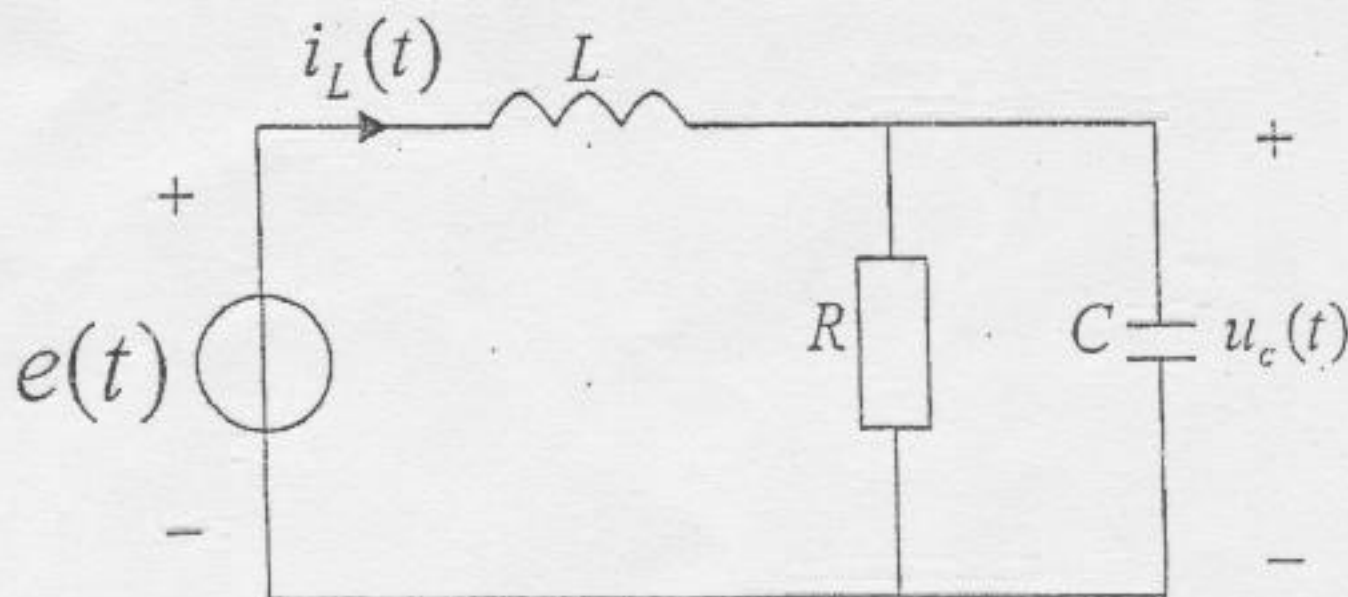 i_L(t) L
+ +
e(t) R C u_c(t)
− −